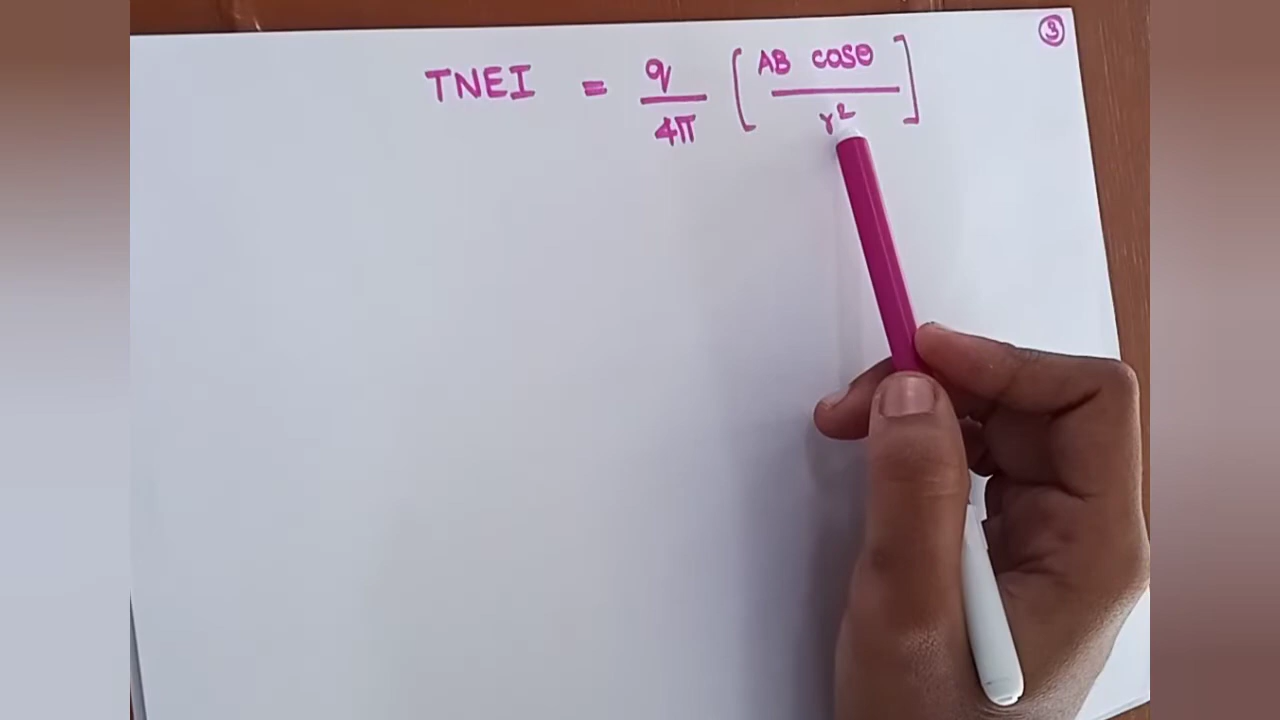 ③
TNEI = q/4π [ AB cosθ / r² ]